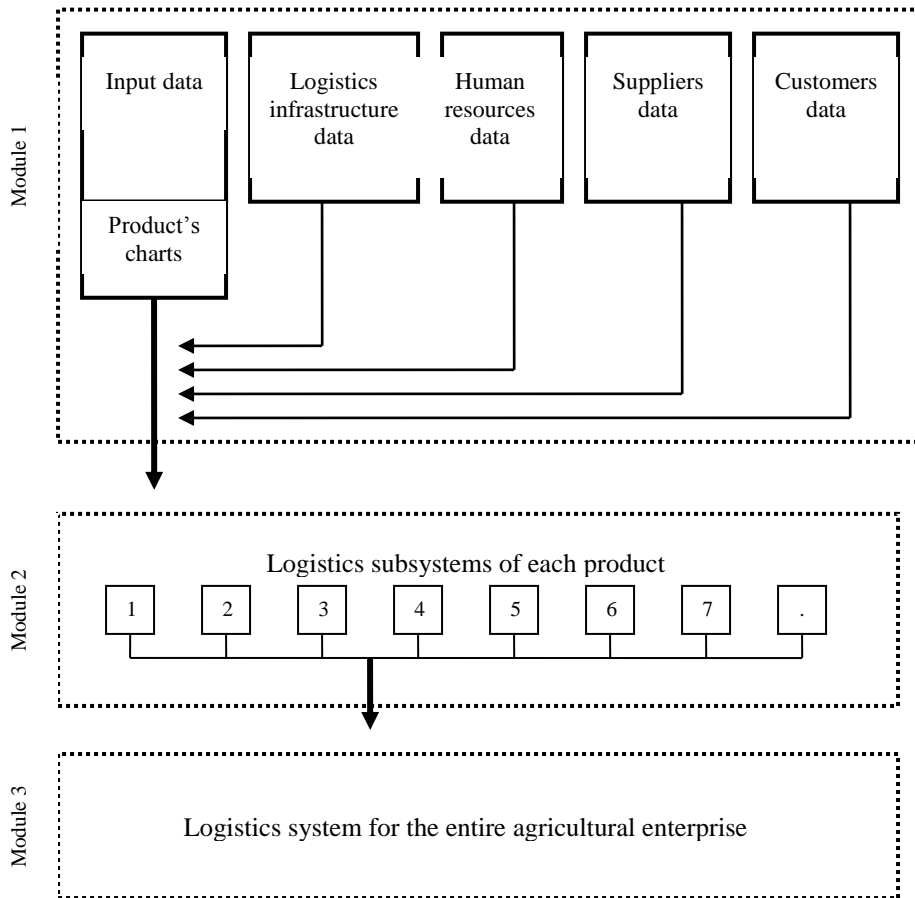 Module 1
Input data
Product's
charts
Logistics
infrastructure
data
Human
resources
data
Suppliers
data
Customers
data
Module 2
Logistics subsystems of each product
1 2 3 4 5 6 7 .
Module 3
Logistics system for the entire agricultural enterprise